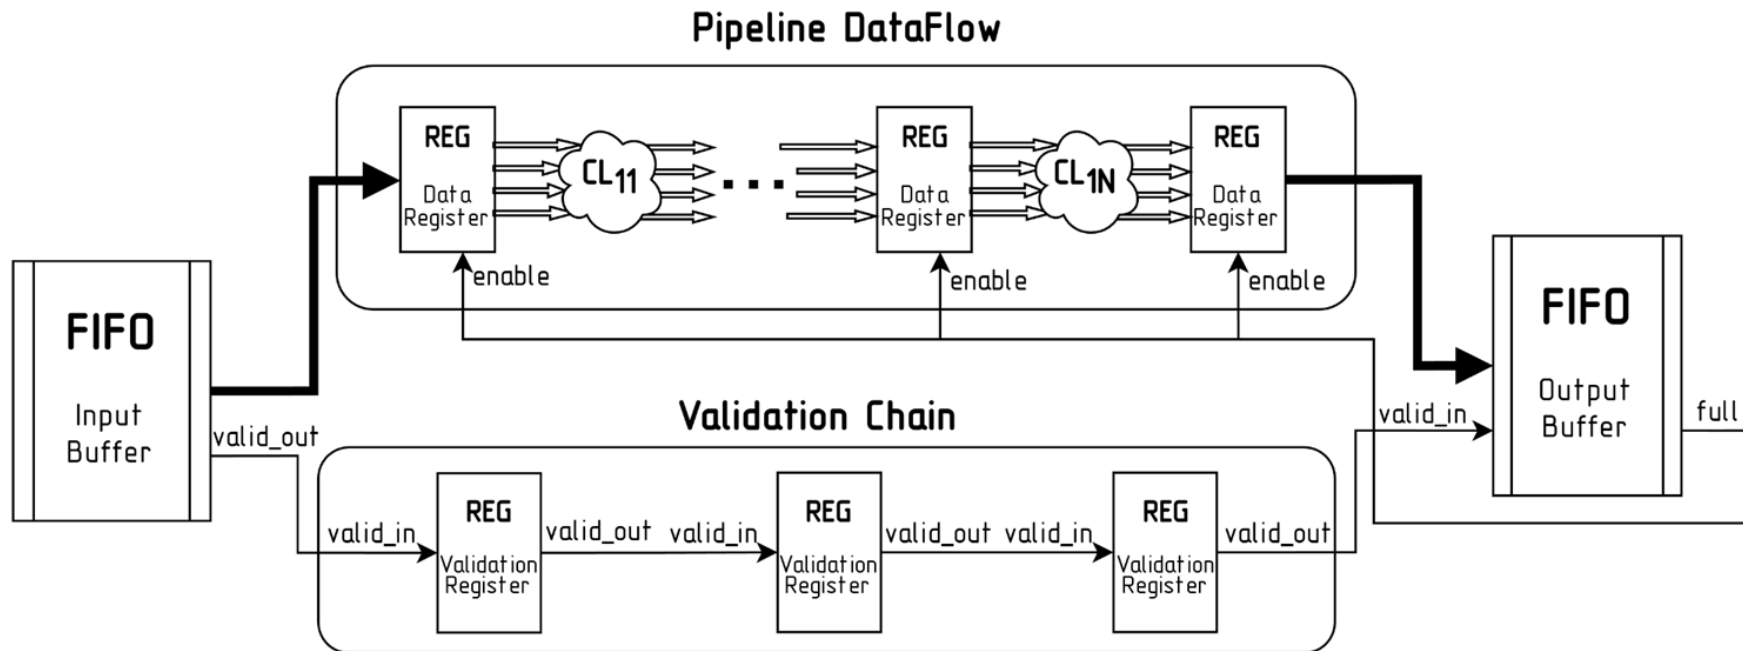 Pipeline DataFlow
REG
Data
Register
enable
CL11
...
REG
Data
Register
enable
CL1N
REG
Data
Register
enable
FIFO
Input
Buffer
valid_out
FIFO
Output
Buffer
valid_in
full
Validation Chain
valid_in
REG
Validation
Register
valid_out
valid_in
REG
Validation
Register
valid_out
valid_in
REG
Validation
Register
valid_out